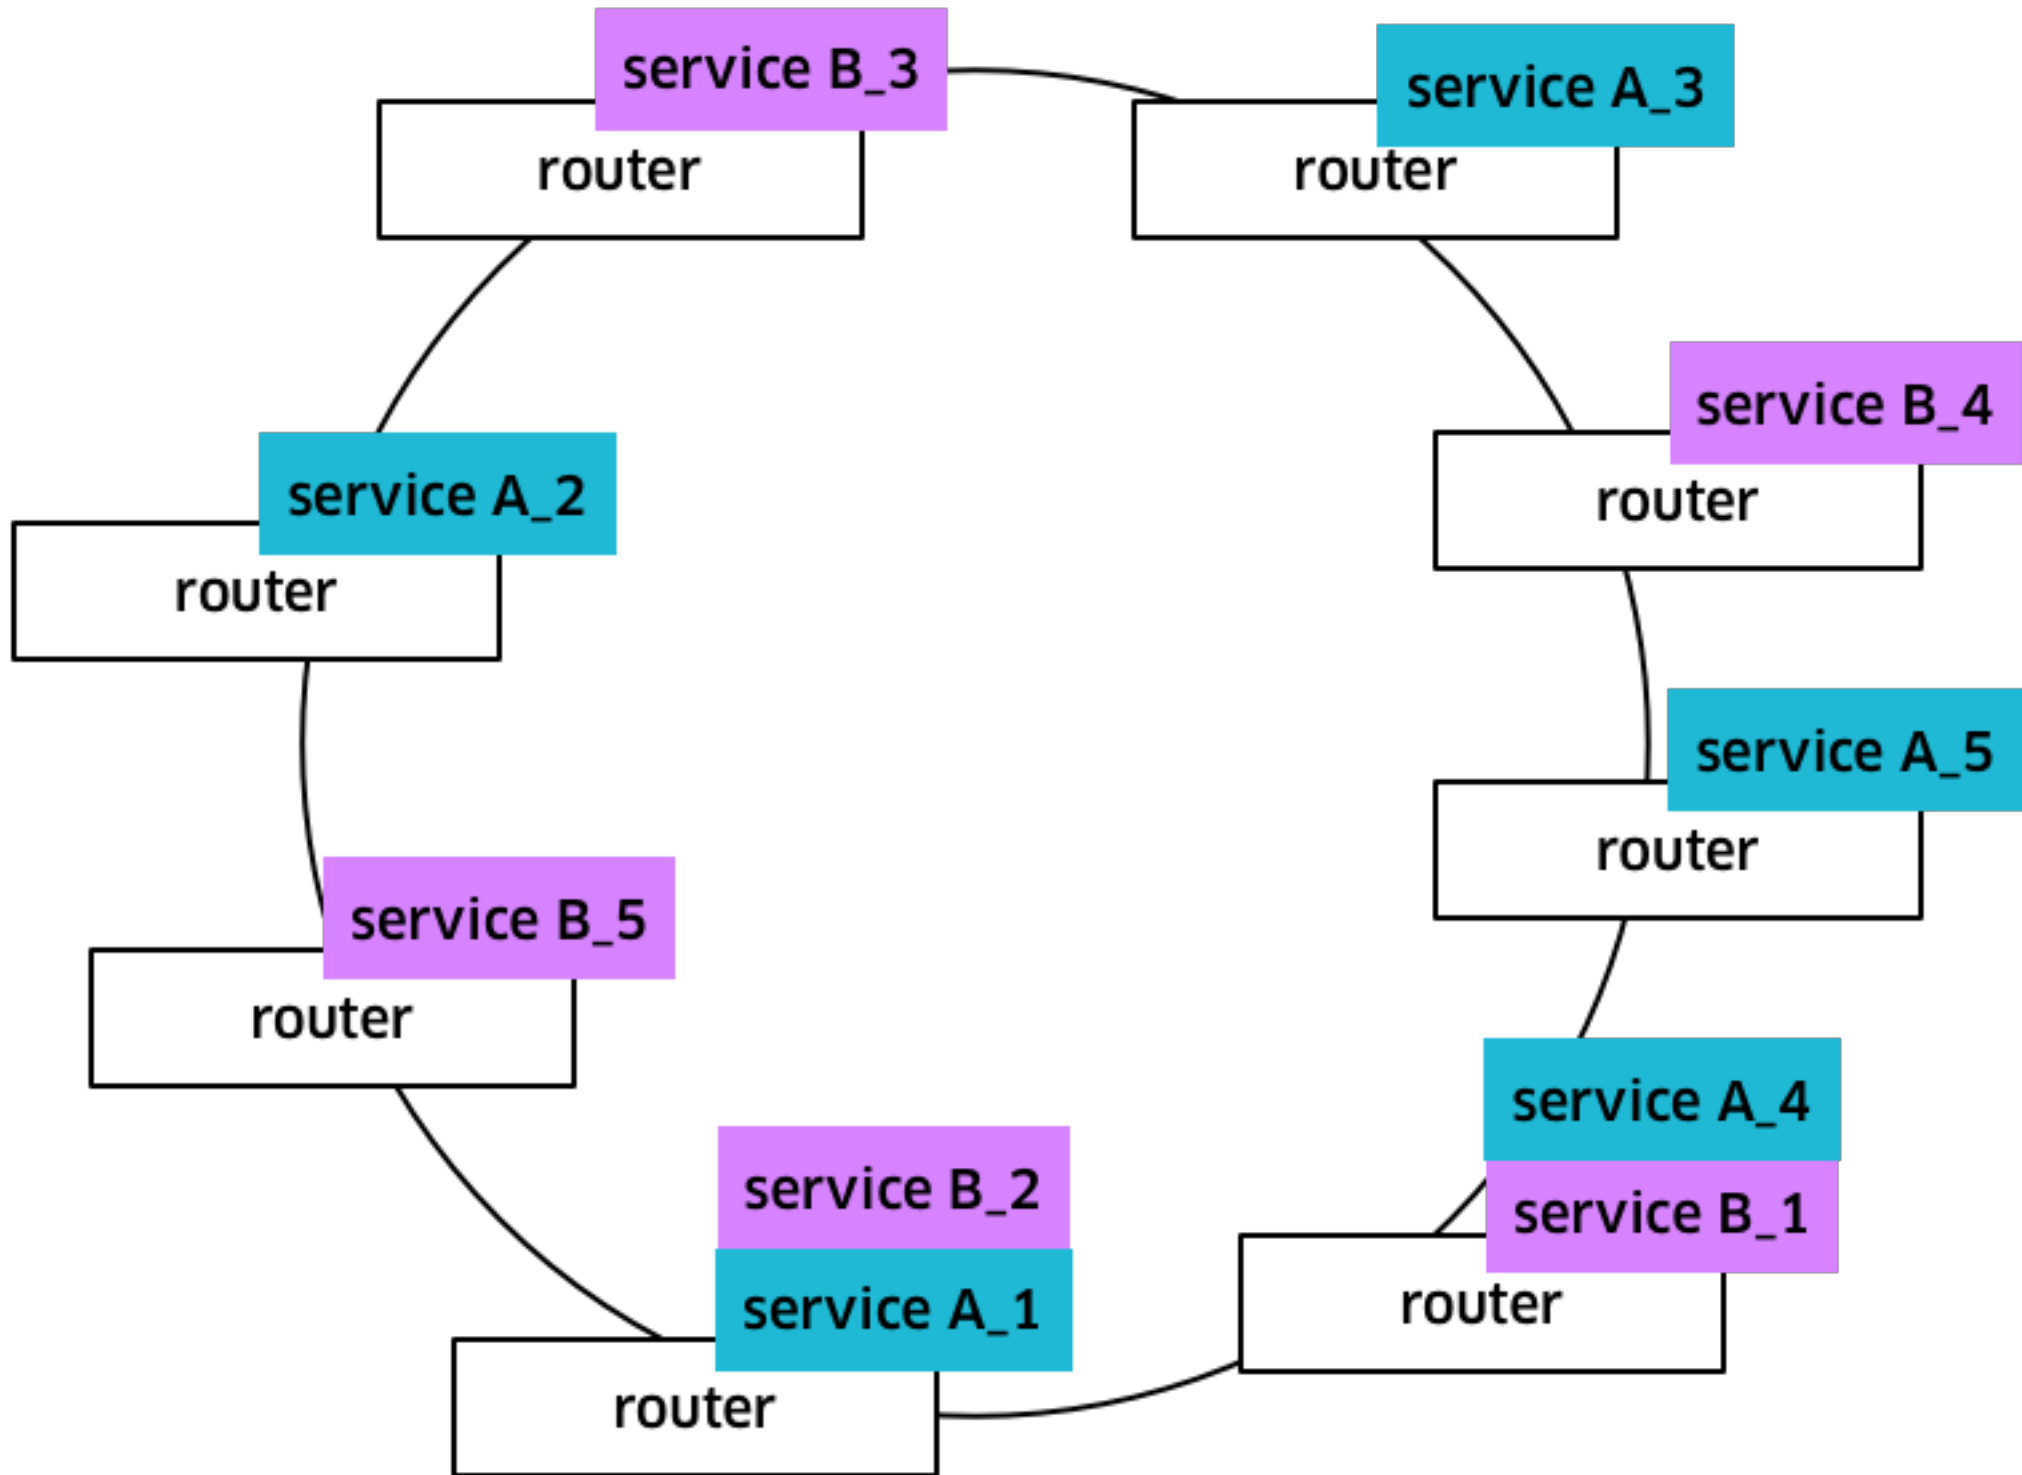 service B_3
router
service A_3
router
service B_4
router
service A_2
router
service A_5
router
service B_5
router
service A_4
service B_1
router
service B_2
service A_1
router